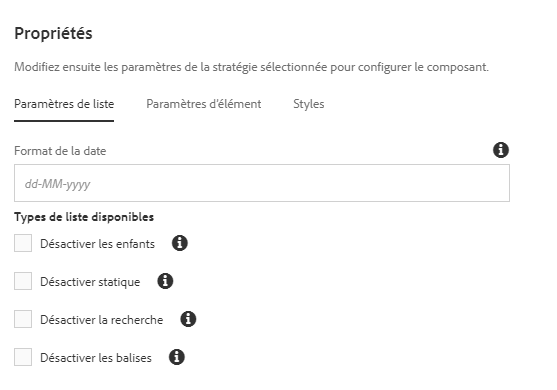 Propriétés
Modifiez ensuite les paramètres de la stratégie sélectionnée pour configurer le composant.
Paramètres de liste Paramètres d'élément Styles
Format de la date
dd-MM-yyyy
Types de liste disponibles
Désactiver les enfants
Désactiver statique
Désactiver la recherche
Désactiver les balises